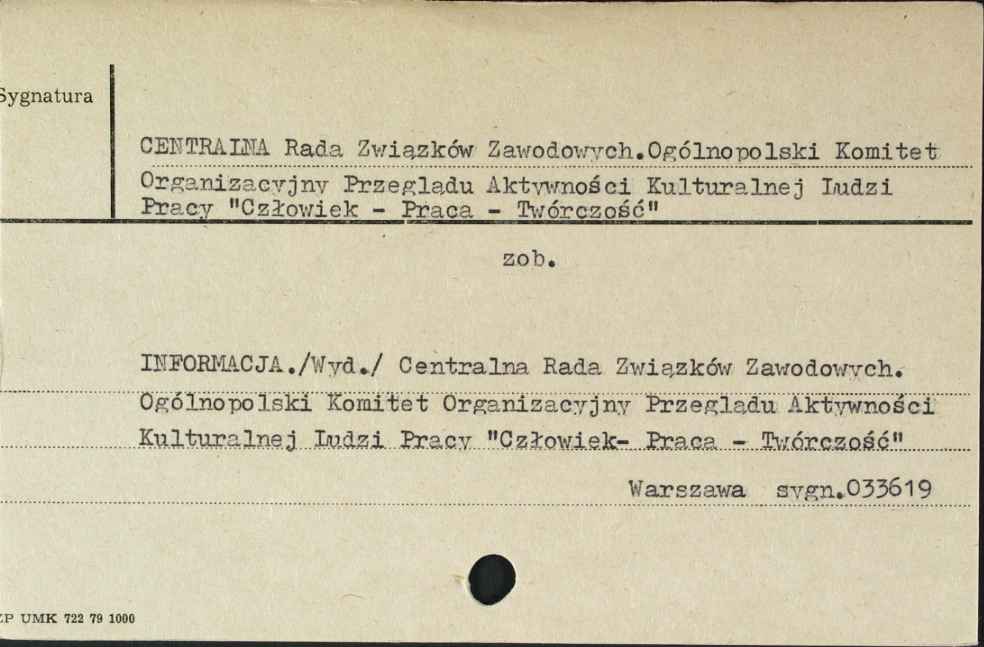 Sygnatura
CENTRALNA Rada Związków Zawodowych.Ogólnopolski Komitet
Organizacyjny Przeglądu Aktywności Kulturalnej Ludzi
Pracy "Człowiek - Praca - Twórczość"
zob.
INFORMACJA./Wyd./ Centralna Rada Związków Zawodowych.
Ogólnopolski Komitet Organizacyjny Przeglądu Aktywności
Kulturalnej Ludzi Pracy "Człowiek- Praca - Twórczość"
Warszawa sygn.033619
ZP UMK 722 79 1000